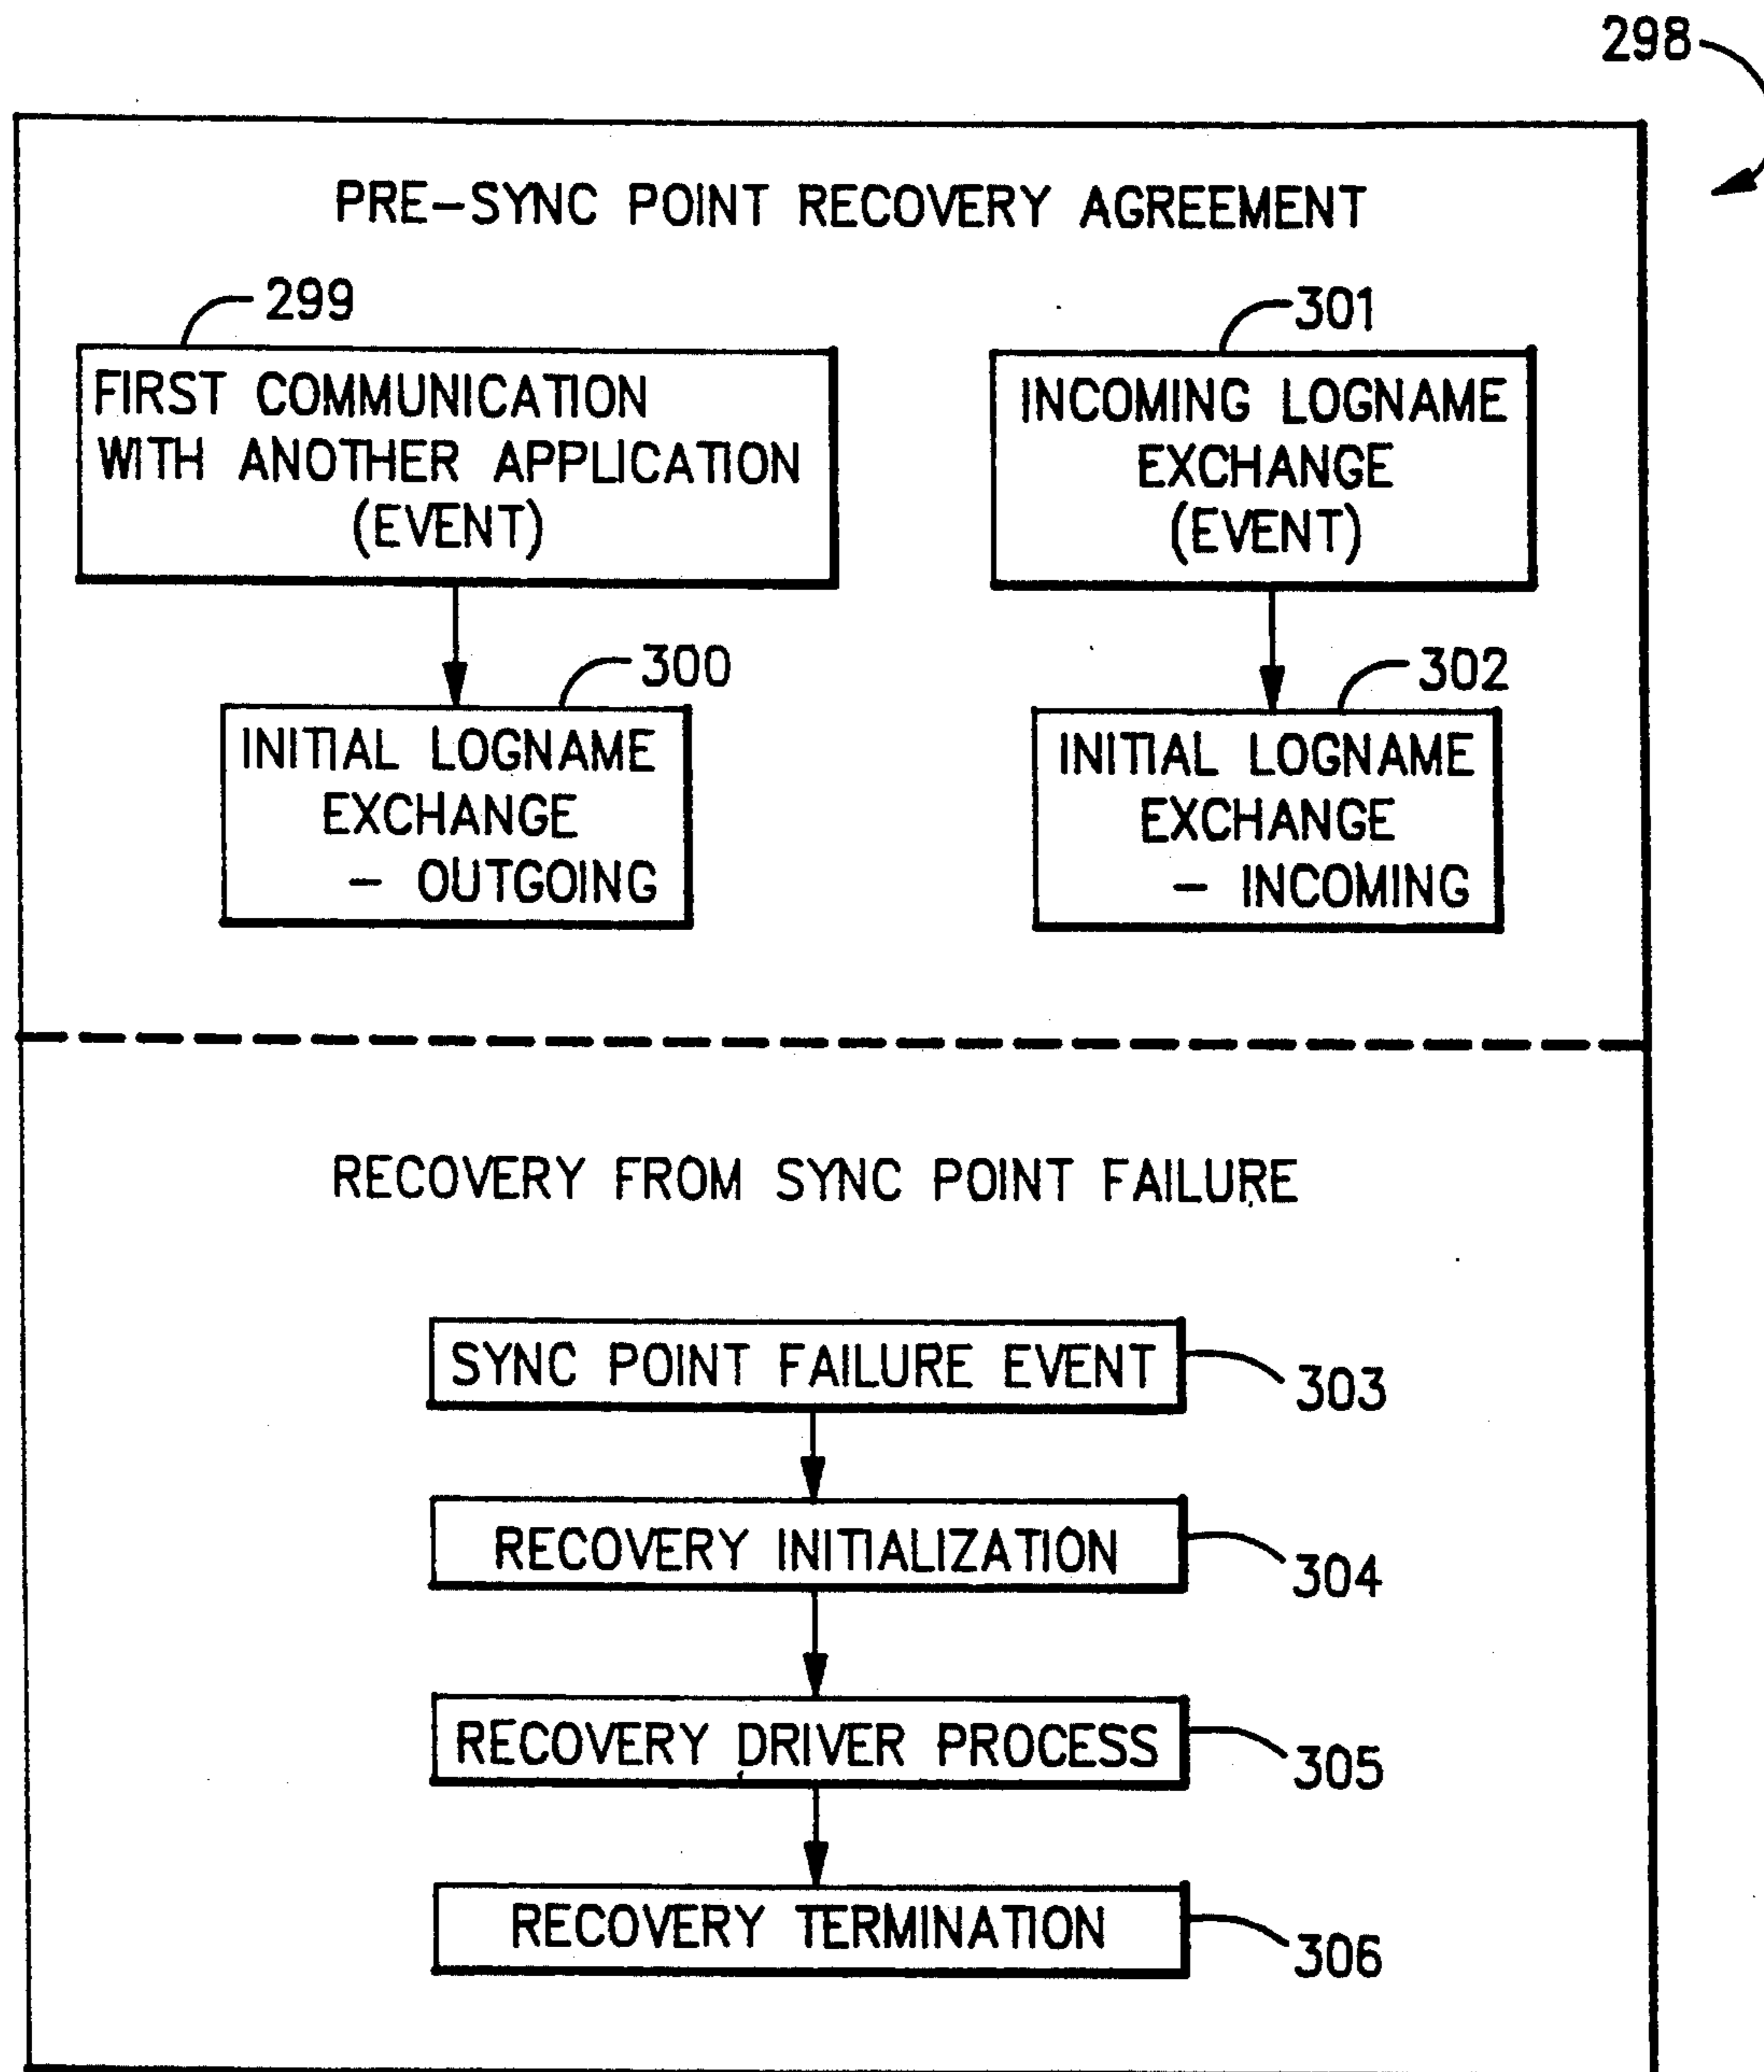 298
PRE-SYNC POINT RECOVERY AGREEMENT
299
FIRST COMMUNICATION
WITH ANOTHER APPLICATION
(EVENT)
301
INCOMING LOGNAME
EXCHANGE
(EVENT)
300
INITIAL LOGNAME
EXCHANGE
- OUTGOING
302
INITIAL LOGNAME
EXCHANGE
- INCOMING
RECOVERY FROM SYNC POINT FAILURE
SYNC POINT FAILURE EVENT
303
RECOVERY INITIALIZATION
304
RECOVERY DRIVER PROCESS
305
RECOVERY TERMINATION
306